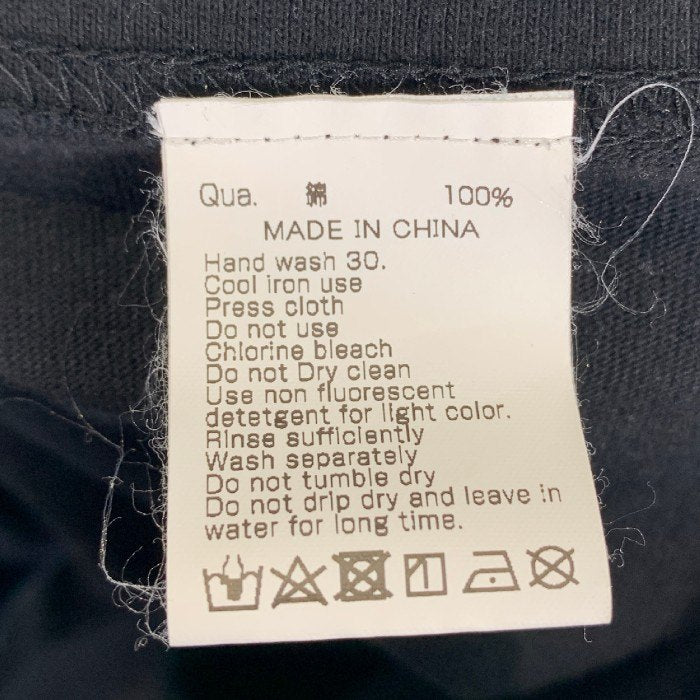 Qua. 綿 100%
MADE IN CHINA
Hand wash 30.
Cool iron use
Press cloth
Do not use
Chlorine bleach
Do not Dry clean
Use non fluorescent
detetgent for light color.
Rinse sufficiently
Wash separately
Do not tumble dry
Do not drip dry and leave in
water for long time.